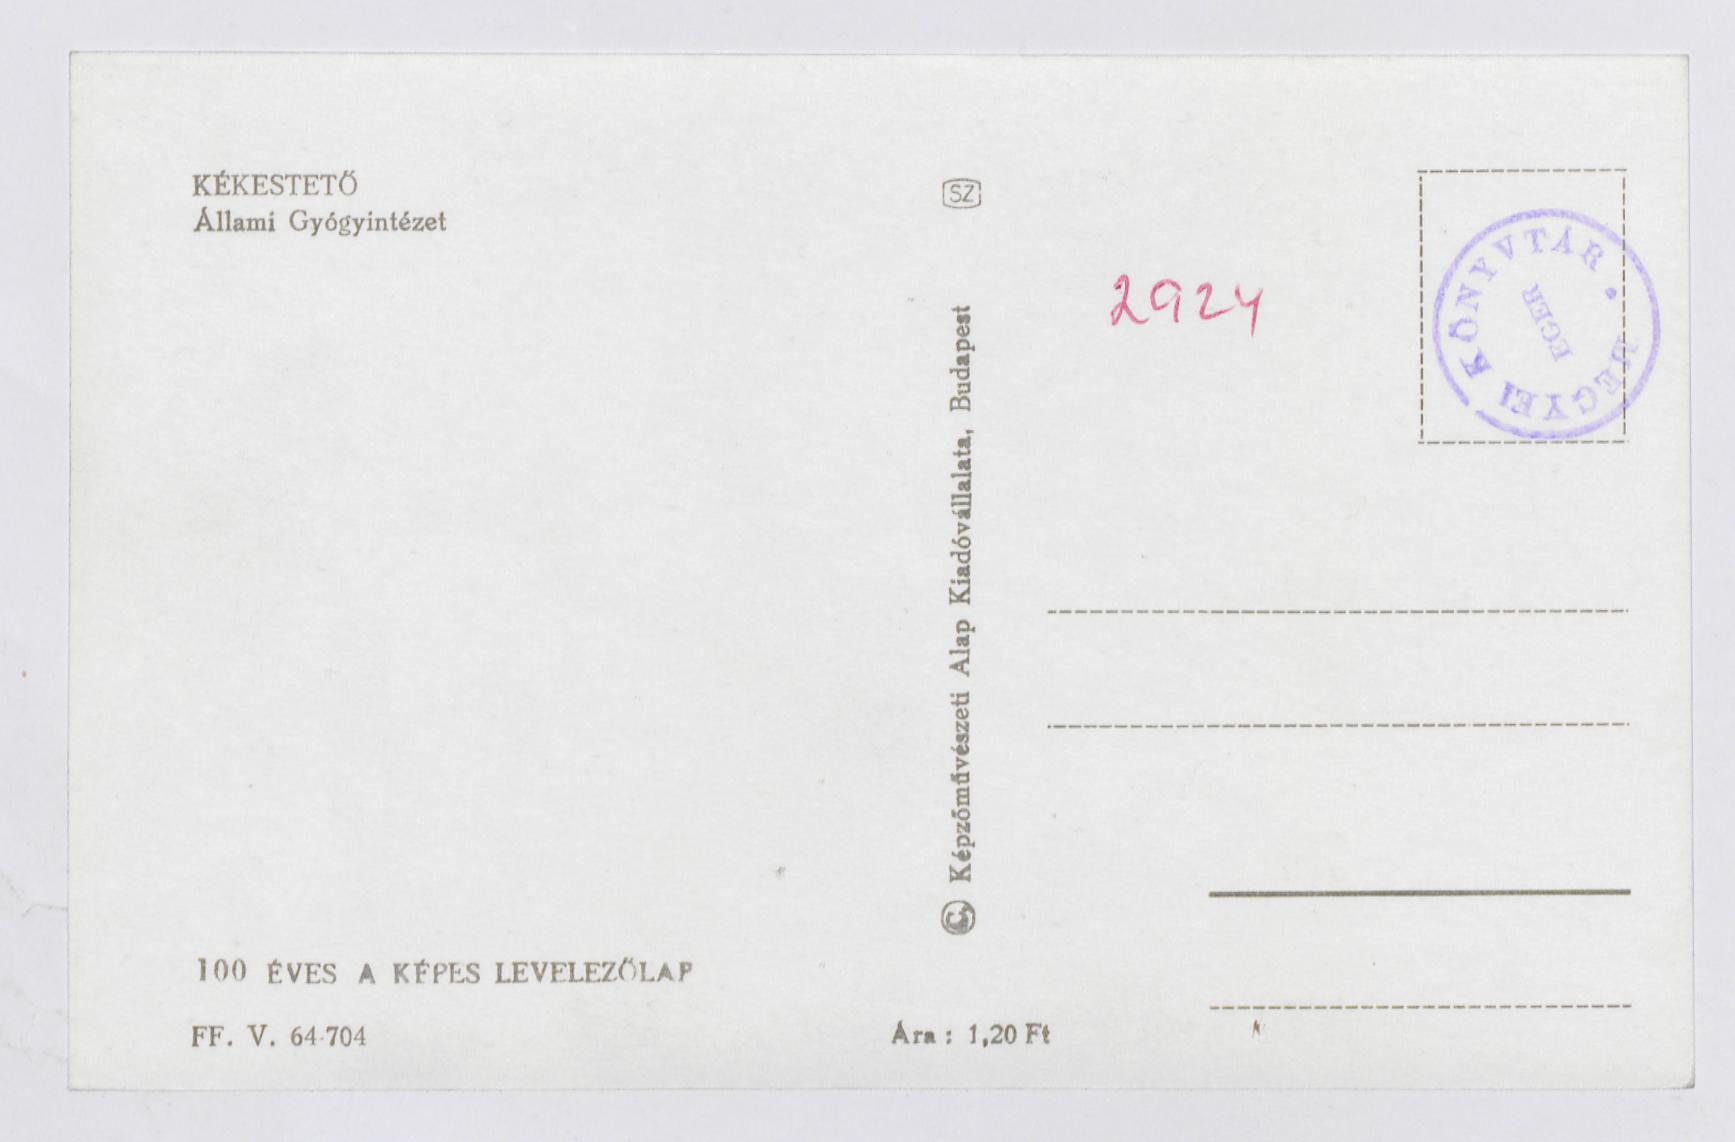 KÉKESTETŐ
Állami Gyógyintézet
SZ
2924
MEGYEI KÖNYVTÁR •
EGER
© Képzőművészeti Alap Kiadóvállalata, Budapest
100 ÉVES A KÉPES LEVELEZŐLAP
FF. V. 64-704
Ára : 1,20 Ft